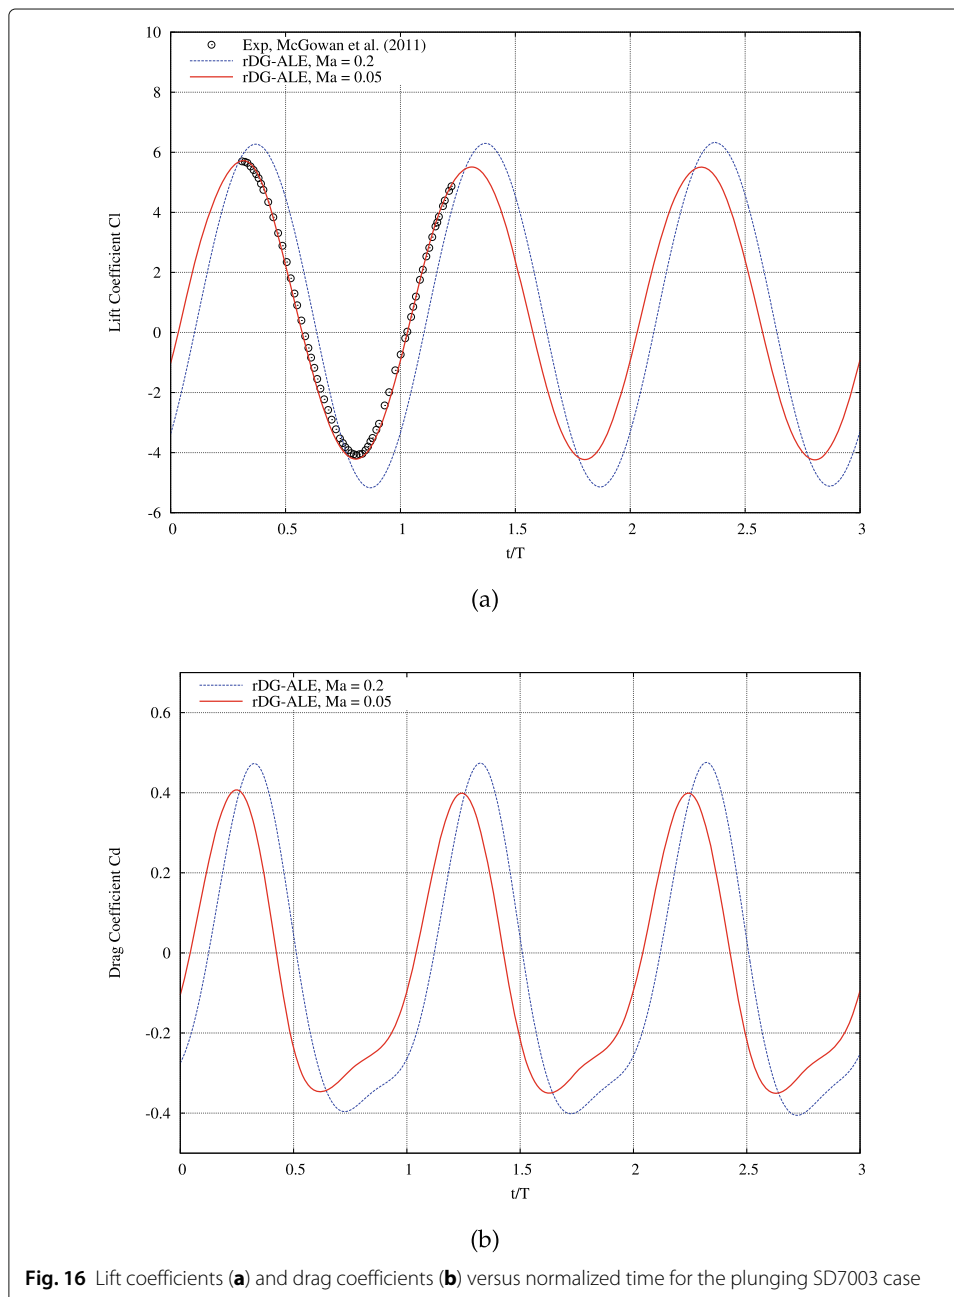 10
8
6
4
2
0
-2
-4
-6
Lift Coefficient Cl
Exp, McGowan et al. (2011)
rDG-ALE, Ma = 0.2
rDG-ALE, Ma = 0.05
0 0.5 1 1.5 2 2.5 3
t/T
(a)
0.6
0.4
0.2
0
-0.2
-0.4
Drag Coefficient Cd
rDG-ALE, Ma = 0.2
rDG-ALE, Ma = 0.05
0 0.5 1 1.5 2 2.5 3
t/T
(b)
Fig. 16 Lift coefficients (a) and drag coefficients (b) versus normalized time for the plunging SD7003 case